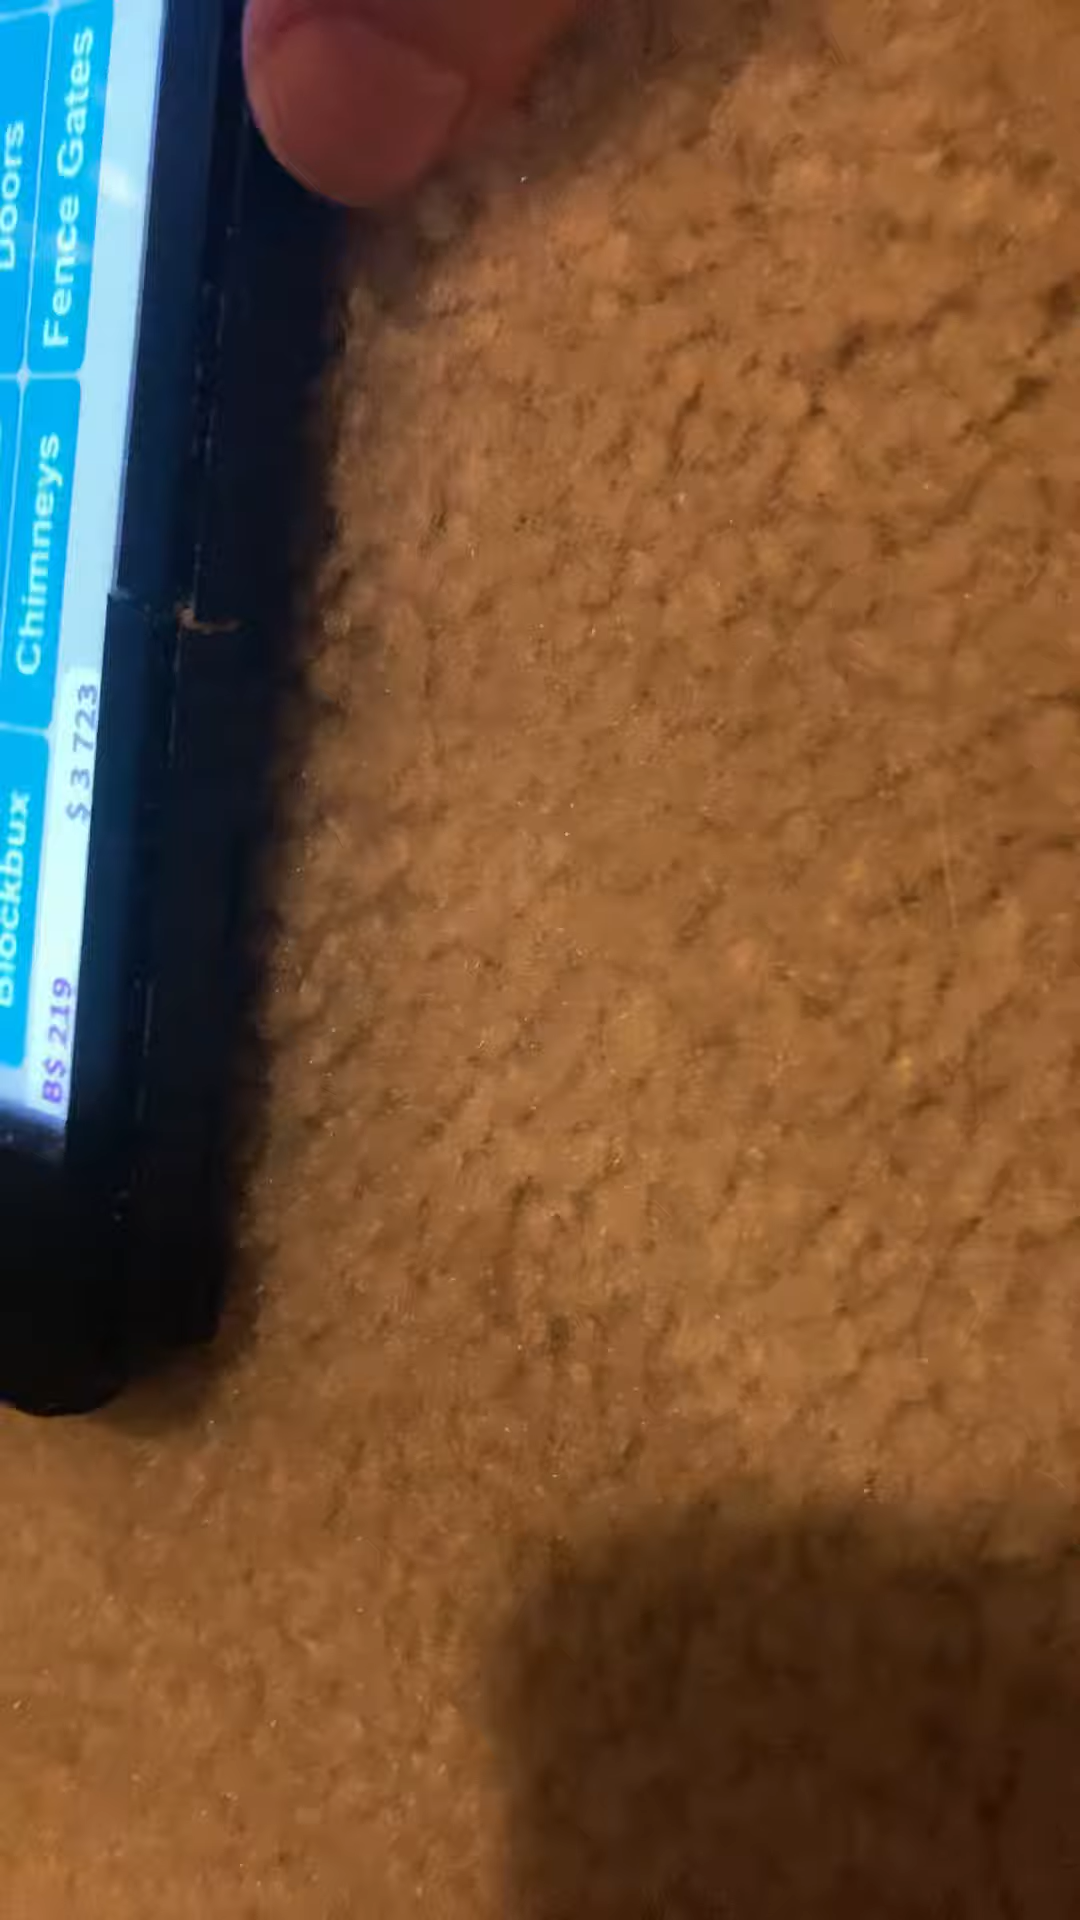 Doors
Fence Gates
Chimneys
Blockbux
$ 3 723
B$ 219